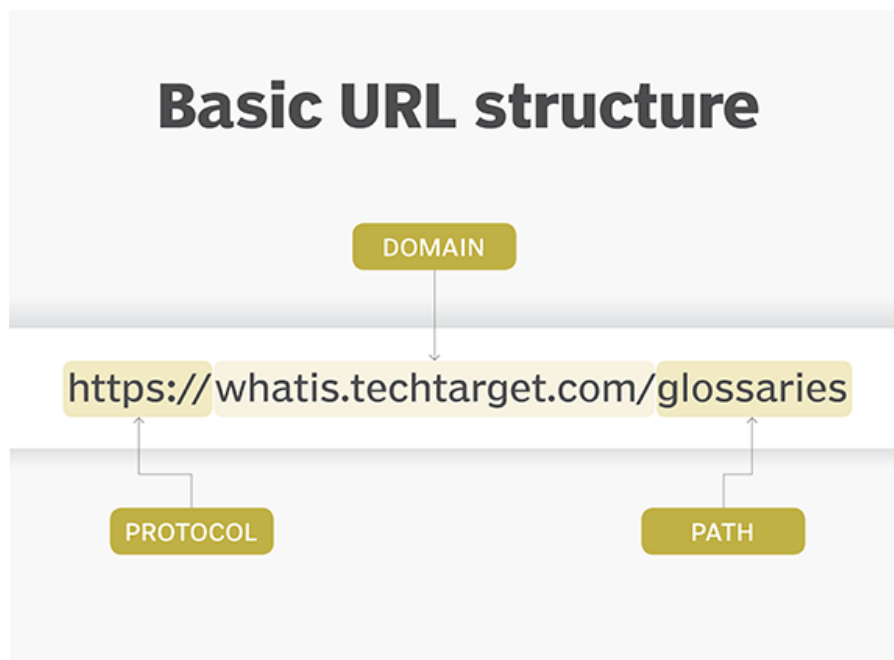 Basic URL structure
DOMAIN
https://whatis.techtarget.com/glossaries
PROTOCOL
PATH